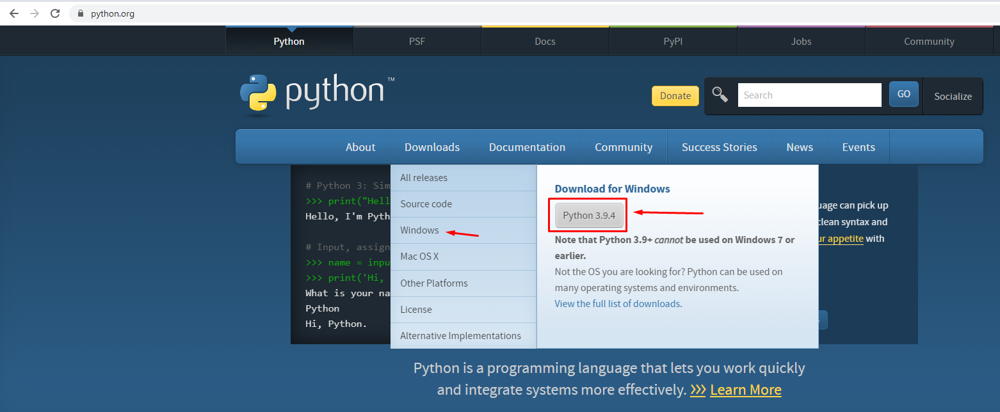 python.org
Python
PSF
Docs
PyPI
Jobs
Community
python™
Donate
Search
GO
Socialize
About
Downloads
Documentation
Community
Success Stories
News
Events
# Python 3:
>>> print("Hell
Hello, I'm Pyth
# Input, assign
>>> name = inpu
>>> print('Hi,
What is your na
Python
Hi, Python.
All releases
Source code
Windows
Mac OS X
Other Platforms
License
Alternative Implementations
Download for Windows
Python 3.9.4
Note that Python 3.9+ cannot be used on Windows 7 or
earlier.
Not the OS you are looking for? Python can be used on
many operating systems and environments.
View the full list of downloads.
can pick up
clean syntax and
appetite with
Python is a programming language that lets you work quickly
and integrate systems more effectively. >>> Learn More